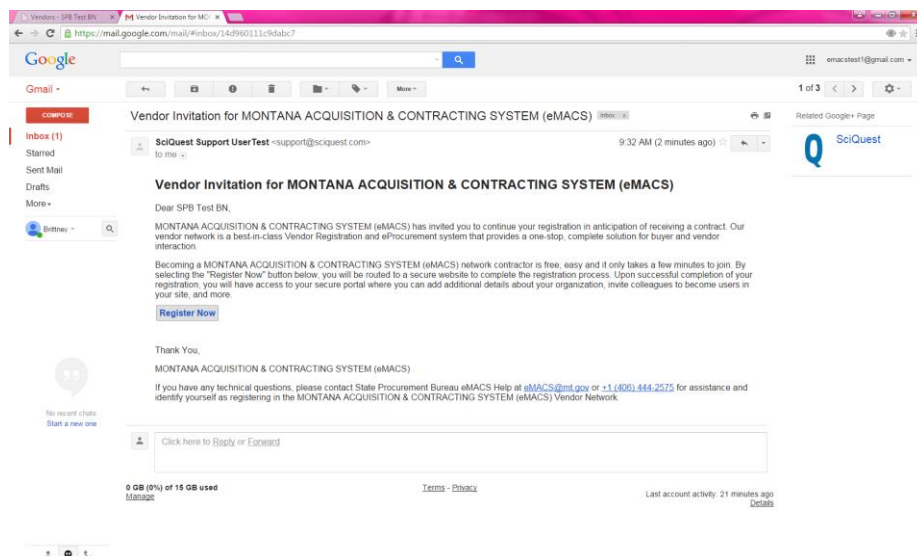 Vendors - SPB Test BN
Vendor Invitation for MO
https://mail.google.com/mail/#inbox/14d960111c9dabc7
Google
emacstest1@gmail.com
Gmail
More
1 of 3
COMPOSE
Inbox (1)
Starred
Sent Mail
Drafts
More
Brittney
No recent chats
Start a new one
Vendor Invitation for MONTANA ACQUISITION & CONTRACTING SYSTEM (eMACS)
Inbox x
SciQuest Support UserTest <support@sciquest.com>
9:32 AM (2 minutes ago)
to me
Vendor Invitation for MONTANA ACQUISITION & CONTRACTING SYSTEM (eMACS)
Dear SPB Test BN,
MONTANA ACQUISITION & CONTRACTING SYSTEM (eMACS) has invited you to continue your registration in anticipation of receiving a contract. Our
vendor network is a best-in-class Vendor Registration and eProcurement system that provides a one-stop, complete solution for buyer and vendor
interaction.
Becoming a MONTANA ACQUISITION & CONTRACTING SYSTEM (eMACS) network contractor is free, easy and it only takes a few minutes to join. By
selecting the "Register Now" button below, you will be routed to a secure website to complete the registration process. Upon successful completion of your
registration, you will have access to your secure portal where you can add additional details about your organization, invite colleagues to become users in
your site, and more.
Register Now
Thank You,
MONTANA ACQUISITION & CONTRACTING SYSTEM (eMACS)
If you have any technical questions, please contact State Procurement Bureau eMACS Help at eMACS@mt.gov or +1 (406) 444-2575 for assistance and
identify yourself as registering in the MONTANA ACQUISITION & CONTRACTING SYSTEM (eMACS) Vendor Network.
Click here to Reply or Forward
0 GB (0%) of 15 GB used
Manage
Terms - Privacy
Last account activity: 21 minutes ago
Details
Related Google+ Page
Q
SciQuest